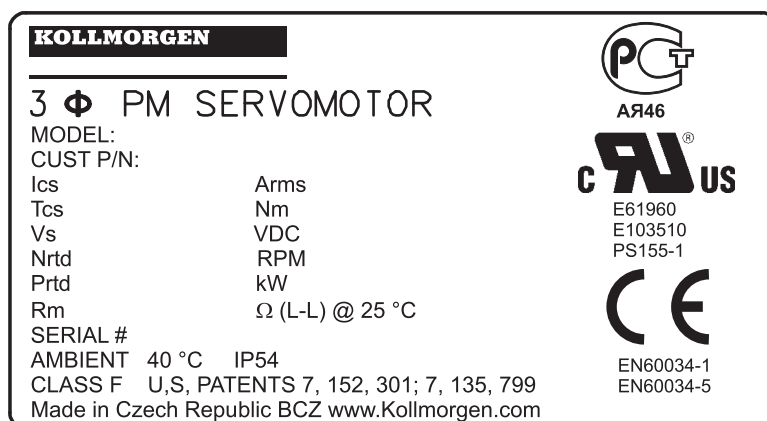 KOLLMORGEN
3 Φ PM SERVOMOTOR
MODEL:
CUST P/N:
Ics Arms
Tcs Nm
Vs VDC
Nrtd RPM
Prtd kW
Rm Ω (L-L) @ 25 °C
SERIAL #
AMBIENT 40 °C IP54
CLASS F U,S, PATENTS 7, 152, 301; 7, 135, 799
Made in Czech Republic BCZ www.Kollmorgen.com
РСТ
АЯ46
C RU® US
E61960
E103510
PS155-1
CE
EN60034-1
EN60034-5